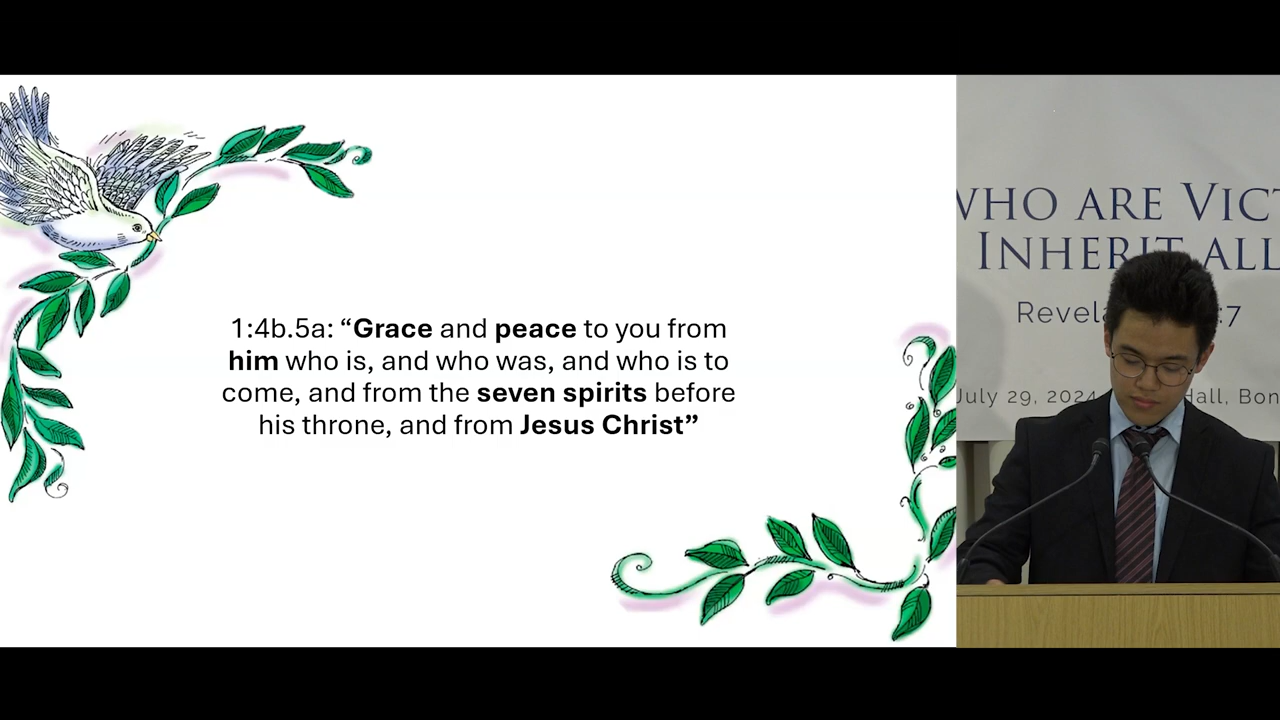 1:4b.5a: “Grace and peace to you from
him who is, and who was, and who is to
come, and from the seven spirits before
his throne, and from Jesus Christ”
WHO ARE VICT
INHERIT ALL
Revela :7
July 29, 2024 Hall, Bon